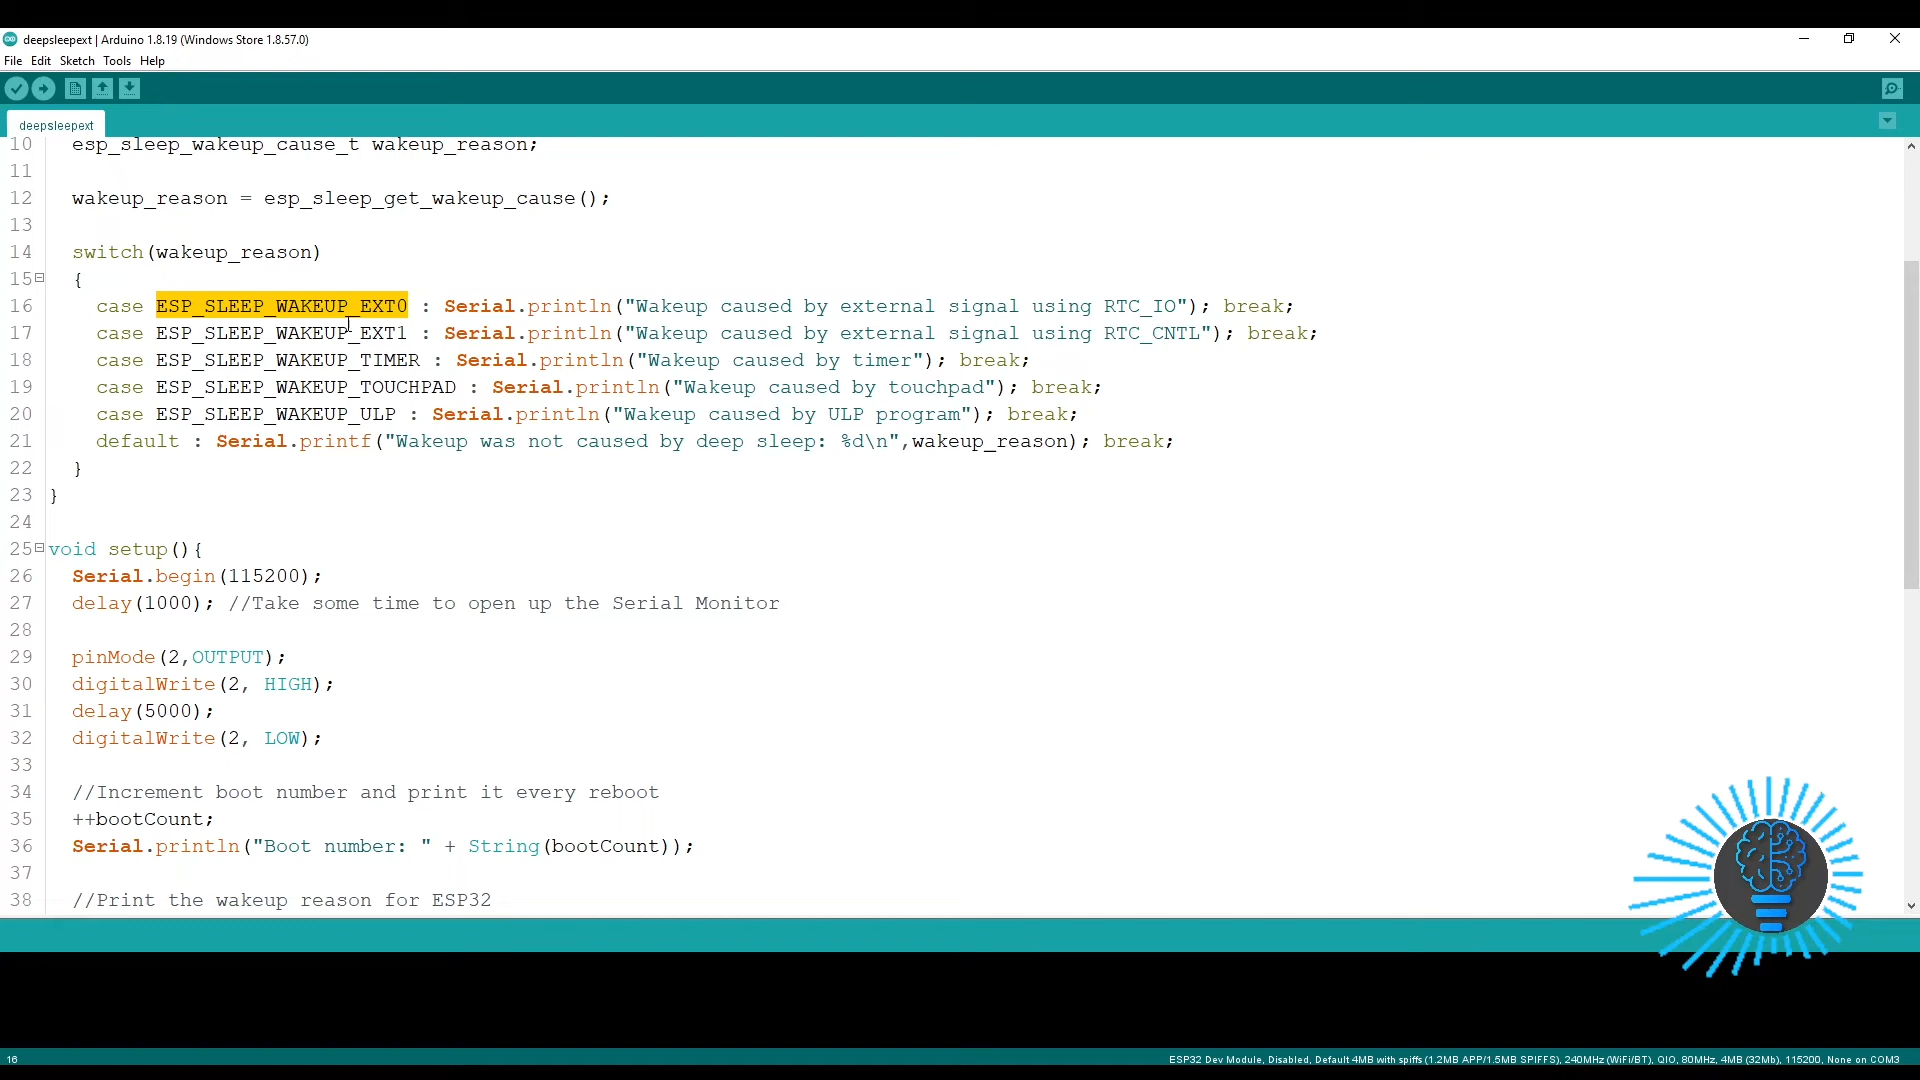 deepsleepext | Arduino 1.8.19 (Windows Store 1.8.57.0)
File Edit Sketch Tools Help
deepsleepext
10 esp_sleep_wakeup_cause_t wakeup_reason;
11
12 wakeup_reason = esp_sleep_get_wakeup_cause();
13
14 switch(wakeup_reason)
15 {
16 case ESP_SLEEP_WAKEUP_EXT0 : Serial.println("Wakeup caused by external signal using RTC_IO"); break;
17 case ESP_SLEEP_WAKEUP_EXT1 : Serial.println("Wakeup caused by external signal using RTC_CNTL"); break;
18 case ESP_SLEEP_WAKEUP_TIMER : Serial.println("Wakeup caused by timer"); break;
19 case ESP_SLEEP_WAKEUP_TOUCHPAD : Serial.println("Wakeup caused by touchpad"); break;
20 case ESP_SLEEP_WAKEUP_ULP : Serial.println("Wakeup caused by ULP program"); break;
21 default : Serial.printf("Wakeup was not caused by deep sleep: %d\n",wakeup_reason); break;
22 }
23 }
24
25 void setup(){
26 Serial.begin(115200);
27 delay(1000); //Take some time to open up the Serial Monitor
28
29 pinMode(2,OUTPUT);
30 digitalWrite(2, HIGH);
31 delay(5000);
32 digitalWrite(2, LOW);
33
34 //Increment boot number and print it every reboot
35 ++bootCount;
36 Serial.println("Boot number: " + String(bootCount));
37
38 //Print the wakeup reason for ESP32
16 ESP32 Dev Module, Disabled, Default 4MB with spiffs (1.2MB APP/1.5MB SPIFFS), 240MHz (WiFi/BT), QIO, 80MHz, 4MB (32Mb), 115200, None on COM3